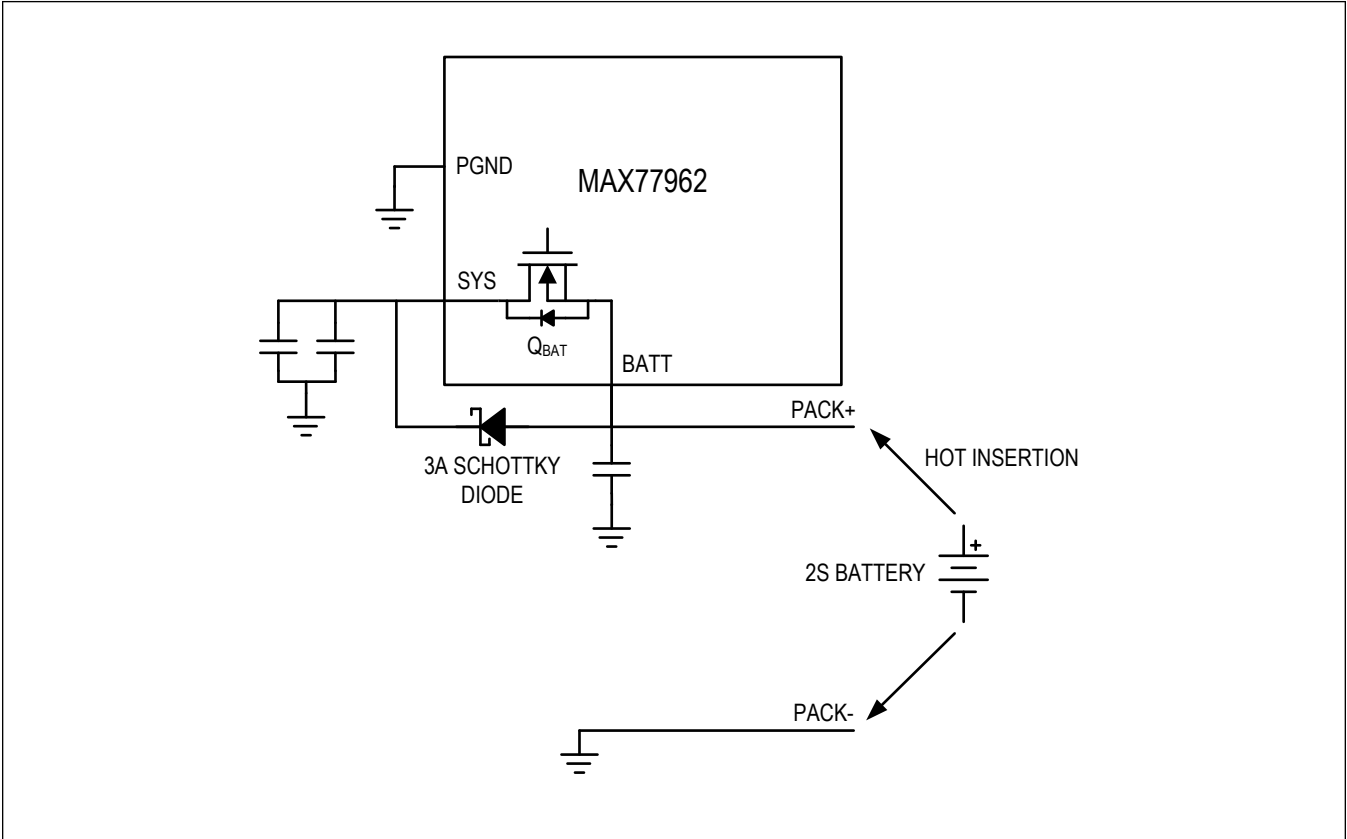 PGND
MAX77962
SYS
QBAT
BATT
PACK+
3A SCHOTTKY
DIODE
HOT INSERTION
+
2S BATTERY
PACK-